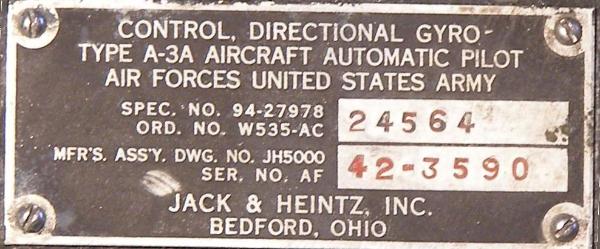 CONTROL, DIRECTIONAL GYRO-
TYPE A-3A AIRCRAFT AUTOMATIC PILOT
AIR FORCES UNITED STATES ARMY
SPEC. NO. 94-27978
ORD. NO. W535-AC 24564
MFR'S. ASS'Y. DWG. NO. JH5000
SER. NO. AF 42-3590
JACK & HEINTZ, INC.
BEDFORD, OHIO